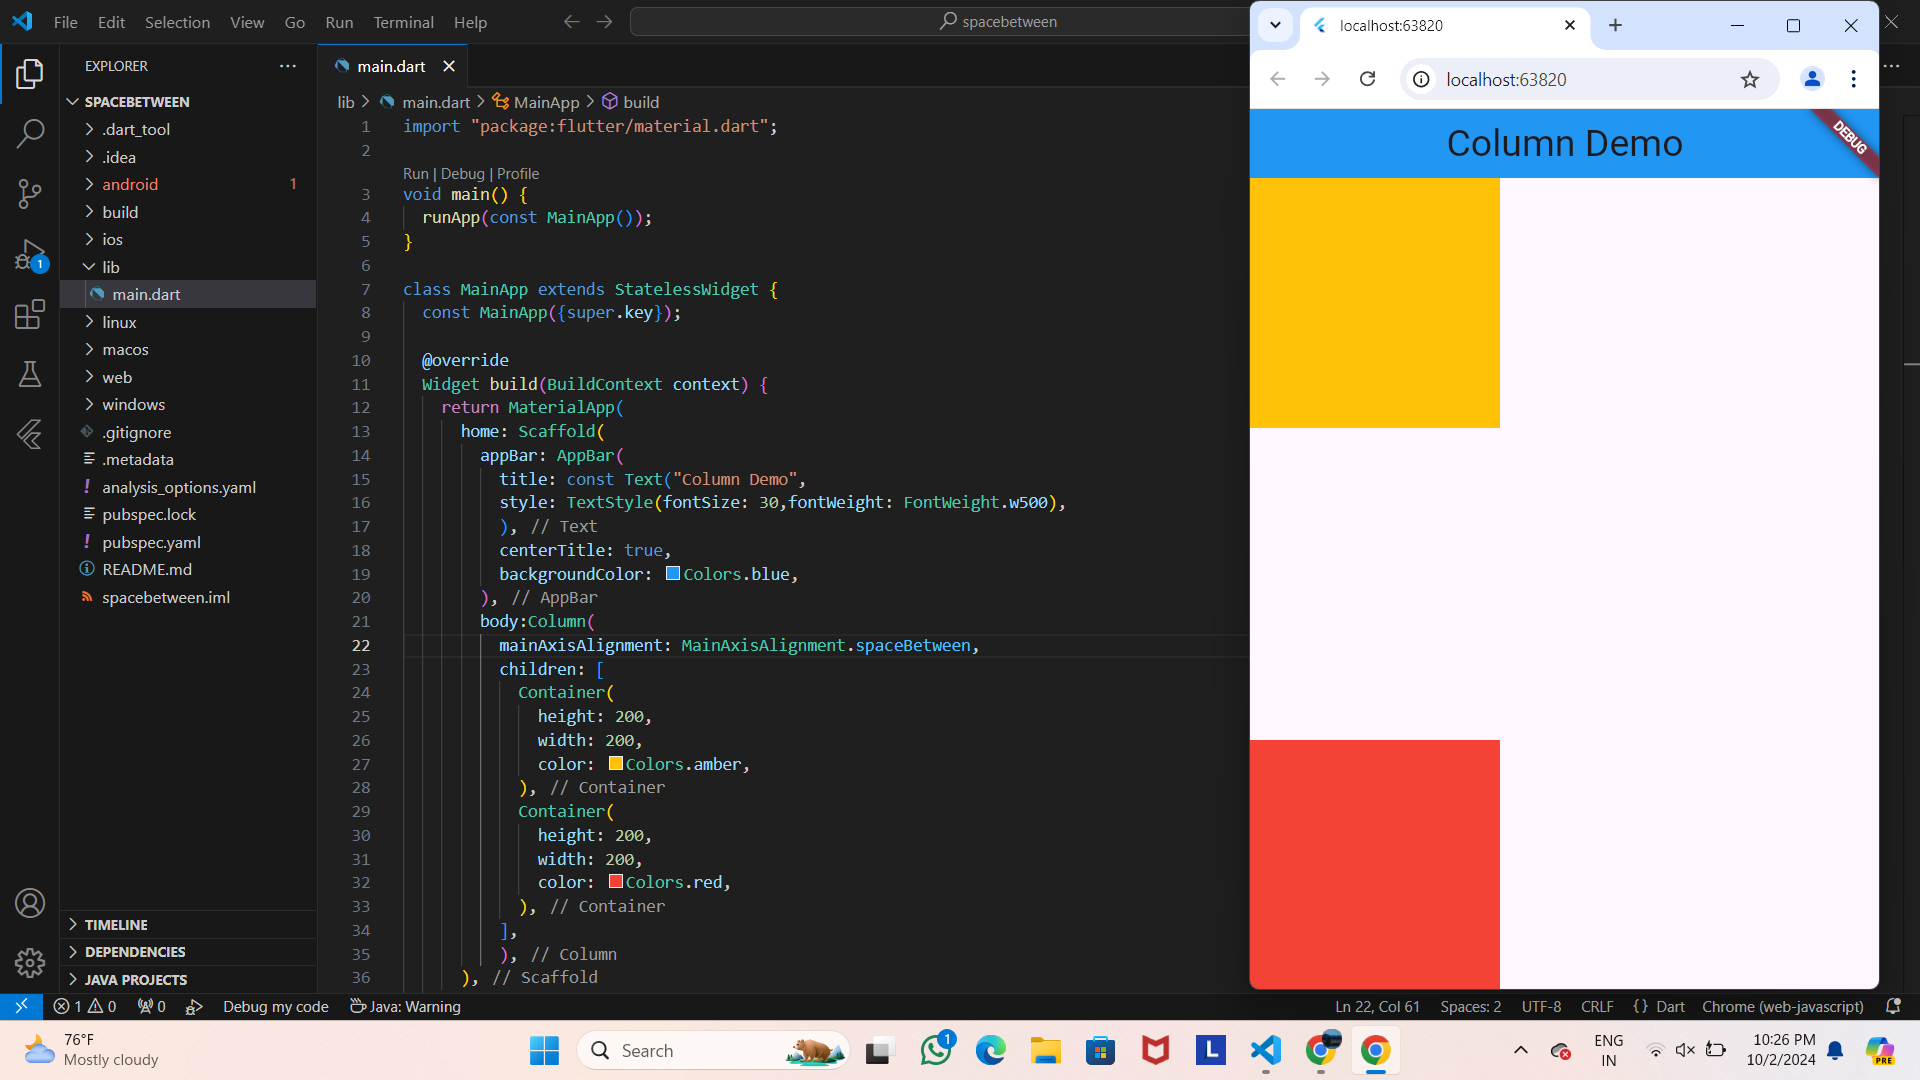 File Edit Selection View Go Run Terminal Help
spacebetween
EXPLORER
SPACEBETWEEN
.dart_tool
.idea
android 1
build
ios
lib
main.dart
linux
macos
web
windows
.gitignore
.metadata
! analysis_options.yaml
pubspec.lock
! pubspec.yaml
README.md
spacebetween.iml
TIMELINE
DEPENDENCIES
JAVA PROJECTS
1
main.dart
lib > main.dart > MainApp > build
1 import "package:flutter/material.dart";
2
Run | Debug | Profile
3 void main() {
4 runApp(const MainApp());
5 }
6
7 class MainApp extends StatelessWidget {
8 const MainApp({super.key});
9
10 @override
11 Widget build(BuildContext context) {
12 return MaterialApp(
13 home: Scaffold(
14 appBar: AppBar(
15 title: const Text("Column Demo",
16 style: TextStyle(fontSize: 30,fontWeight: FontWeight.w500),
17 ), // Text
18 centerTitle: true,
19 backgroundColor: Colors.blue,
20 ), // AppBar
21 body:Column(
22 mainAxisAlignment: MainAxisAlignment.spaceBetween,
23 children: [
24 Container(
25 height: 200,
26 width: 200,
27 color: Colors.amber,
28 ), // Container
29 Container(
30 height: 200,
31 width: 200,
32 color: Colors.red,
33 ), // Container
34 ],
35 ), // Column
36 ), // Scaffold
localhost:63820
localhost:63820
Column Demo
DEBUG
1 0 0 Debug my code Java: Warning
Ln 22, Col 61 Spaces: 2 UTF-8 CRLF {} Dart Chrome (web-javascript)
76°F
Mostly cloudy
Search
1
L
ENG
IN
10:26 PM
10/2/2024
PRE